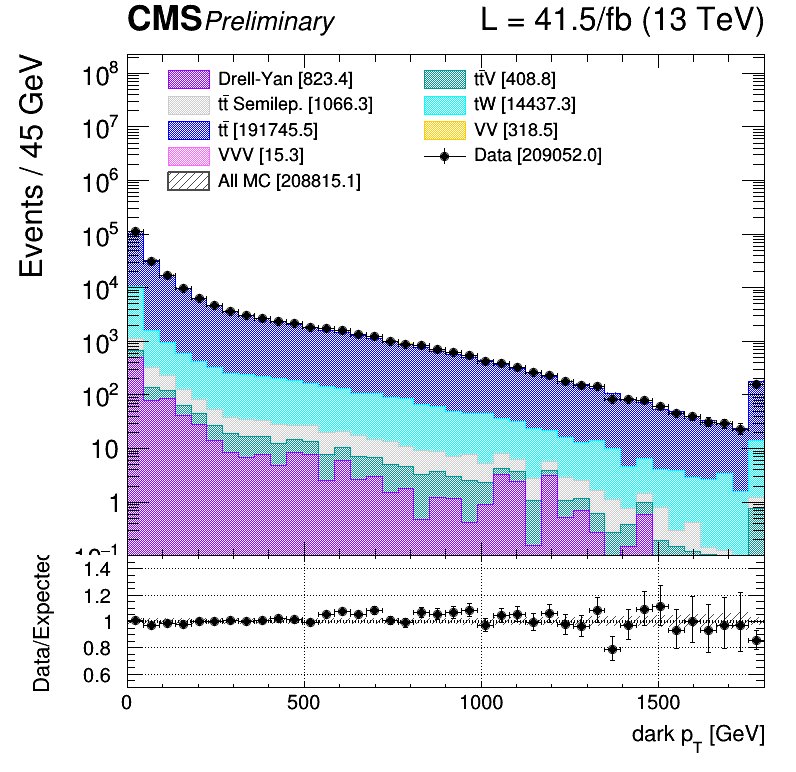 CMS Preliminary L = 41.5/fb (13 TeV)
Events / 45 GeV
10⁸
10⁷
10⁶
10⁵
10⁴
10³
10²
10
1
10⁻¹
Drell-Yan [823.4]
tt̄V [408.8]
tt̄ Semilep. [1066.3]
tW [14437.3]
tt̄ [191745.5]
VV [318.5]
VVV [15.3]
Data [209052.0]
All MC [208815.1]
Data/Expected
1.4
1.2
1
0.8
0.6
0 500 1000 1500
dark p_T [GeV]